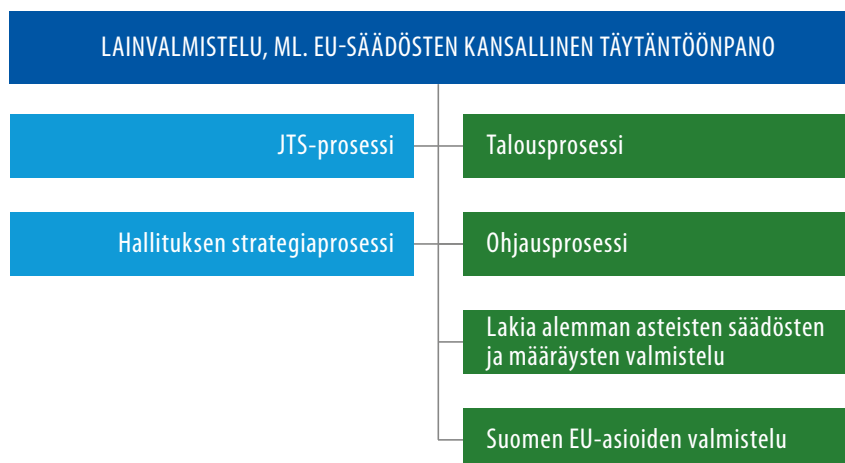 LAINVALMISTELU, ML. EU-SÄÄDÖSTEN KANSALLINEN TÄYTÄNTÖÖNPANO
JTS-prosessi
Talousprosessi
Hallituksen strategiaprosessi
Ohjausprosessi
Lakia alemman asteisten säädösten
ja määräysten valmistelu
Suomen EU-asioiden valmistelu